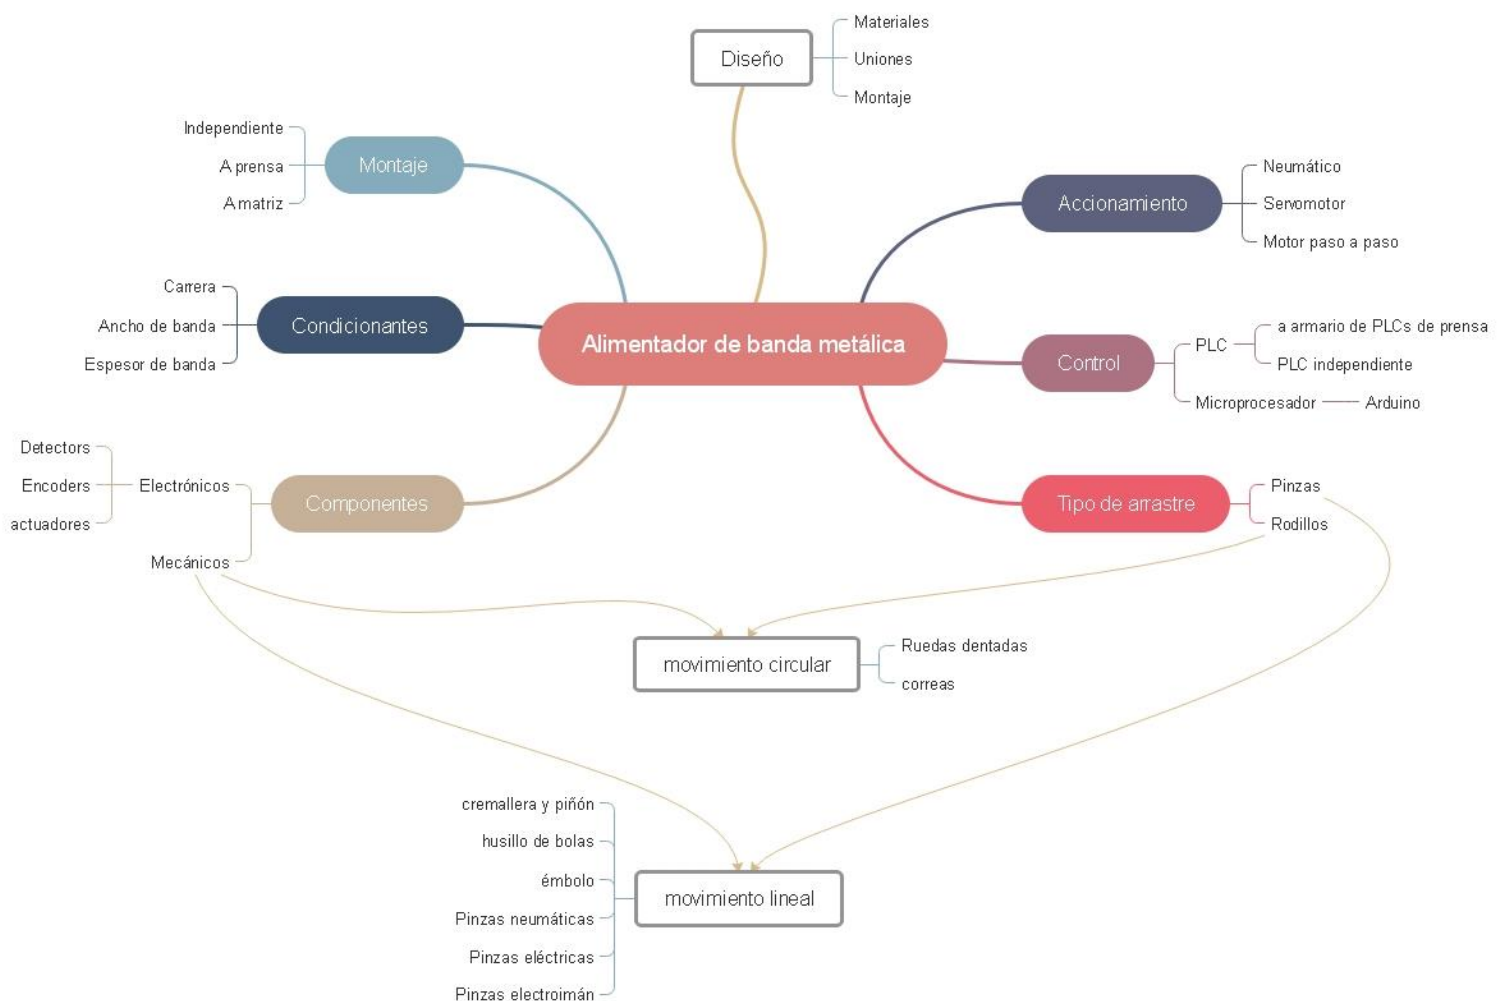 Diseño
Materiales
Uniones
Montaje
Montaje
Independiente
A prensa
A matriz
Accionamiento
Neumático
Servomotor
Motor paso a paso
Condicionantes
Carrera
Ancho de banda
Espesor de banda
Alimentador de banda metálica
Control
PLC
a armario de PLCs de prensa
PLC independiente
Microprocesador
Arduino
Componentes
Electrónicos
Detectors
Encoders
actuadores
Mecánicos
Tipo de arrastre
Pinzas
Rodillos
movimiento circular
Ruedas dentadas
correas
movimiento lineal
cremallera y piñón
husillo de bolas
émbolo
Pinzas neumáticas
Pinzas eléctricas
Pinzas electroimán